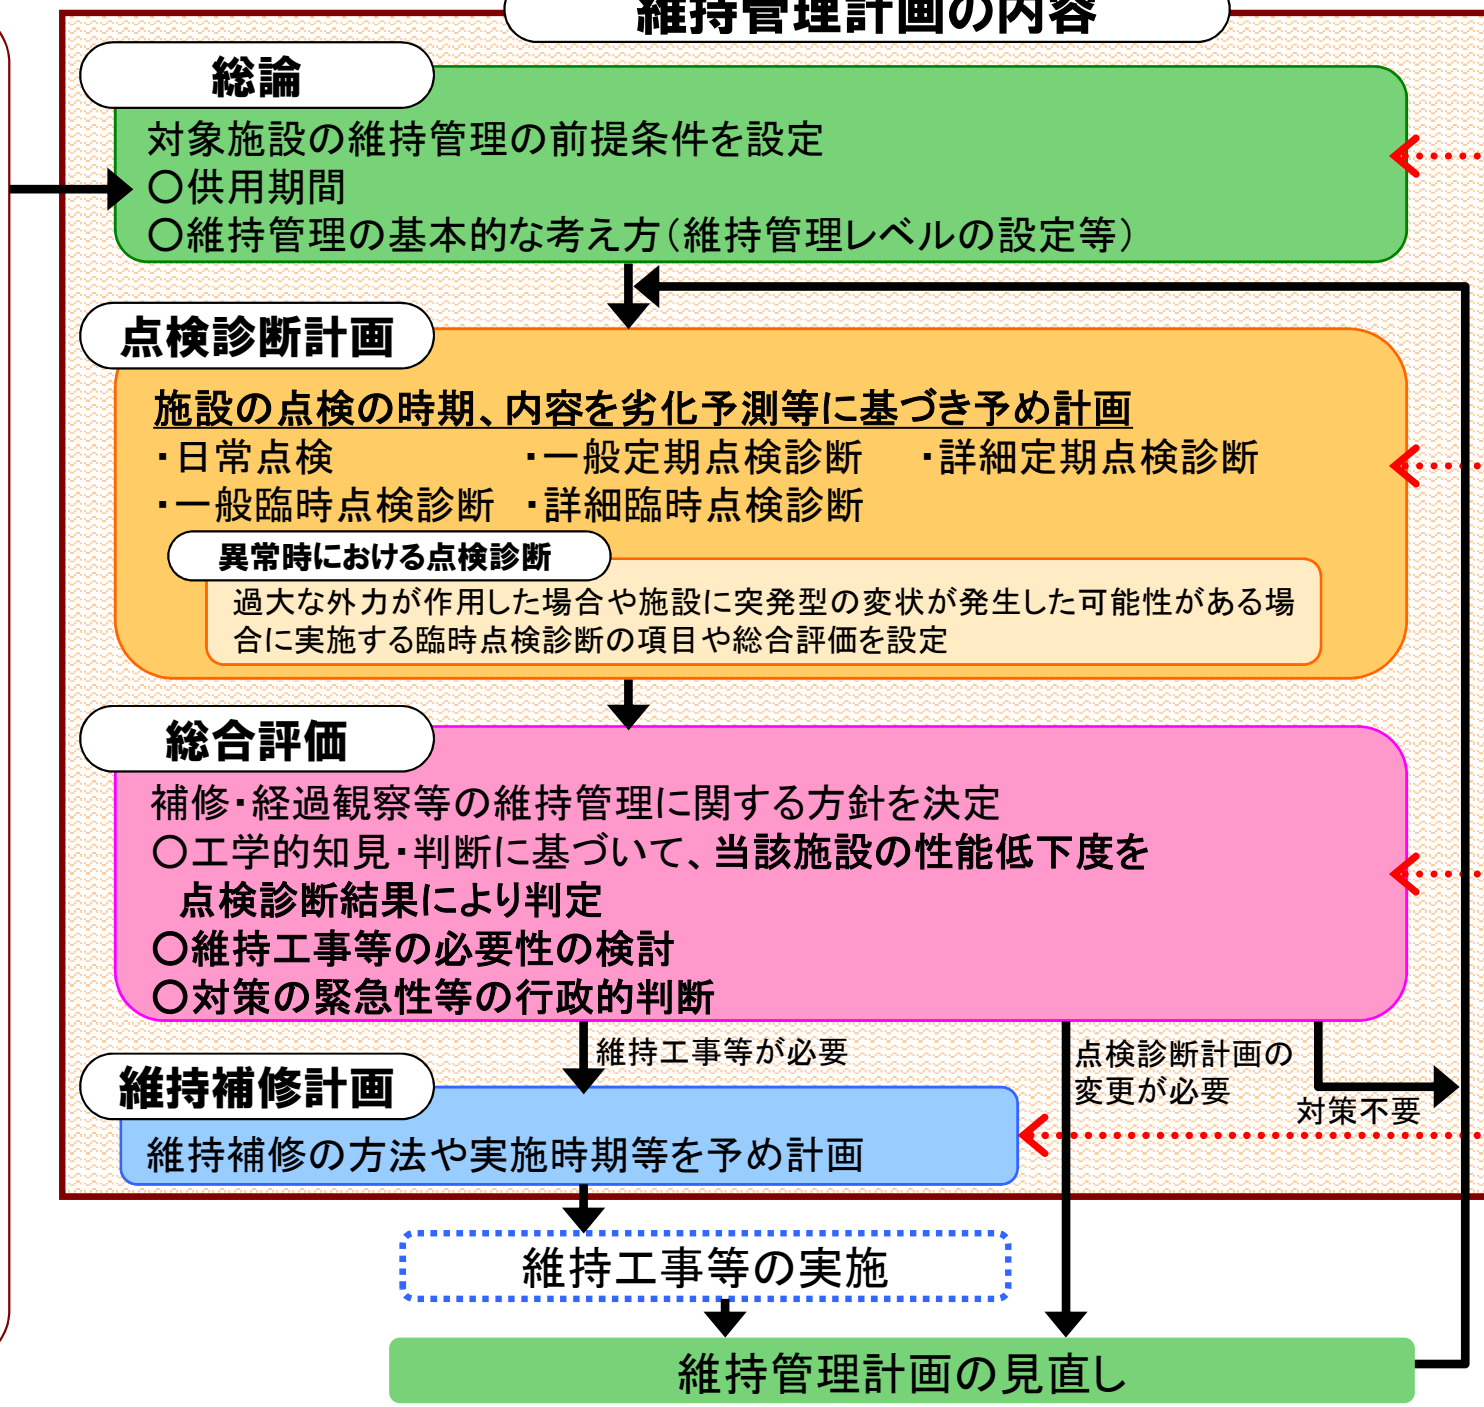 維持管理計画の内容
総論
対象施設の維持管理の前提条件を設定
〇供用期間
〇維持管理の基本的な考え方（維持管理レベルの設定等）
点検診断計画
施設の点検の時期、内容を劣化予測等に基づき予め計画
・日常点検　・一般定期点検診断　・詳細定期点検診断
・一般臨時点検診断　・詳細臨時点検診断
異常時における点検診断
過大な外力が作用した場合や施設に突発型の変状が発生した可能性がある場
合に実施する臨時点検診断の項目や総合評価を設定
総合評価
補修・経過観察等の維持管理に関する方針を決定
〇工学的知見・判断に基づいて、当該施設の性能低下度を
点検診断結果により判定
〇維持工事等の必要性の検討
〇対策の緊急性等の行政的判断
維持工事等が必要
点検診断計画の
変更が必要
対策不要
維持補修計画
維持補修の方法や実施時期等を予め計画
維持工事等の実施
維持管理計画の見直し